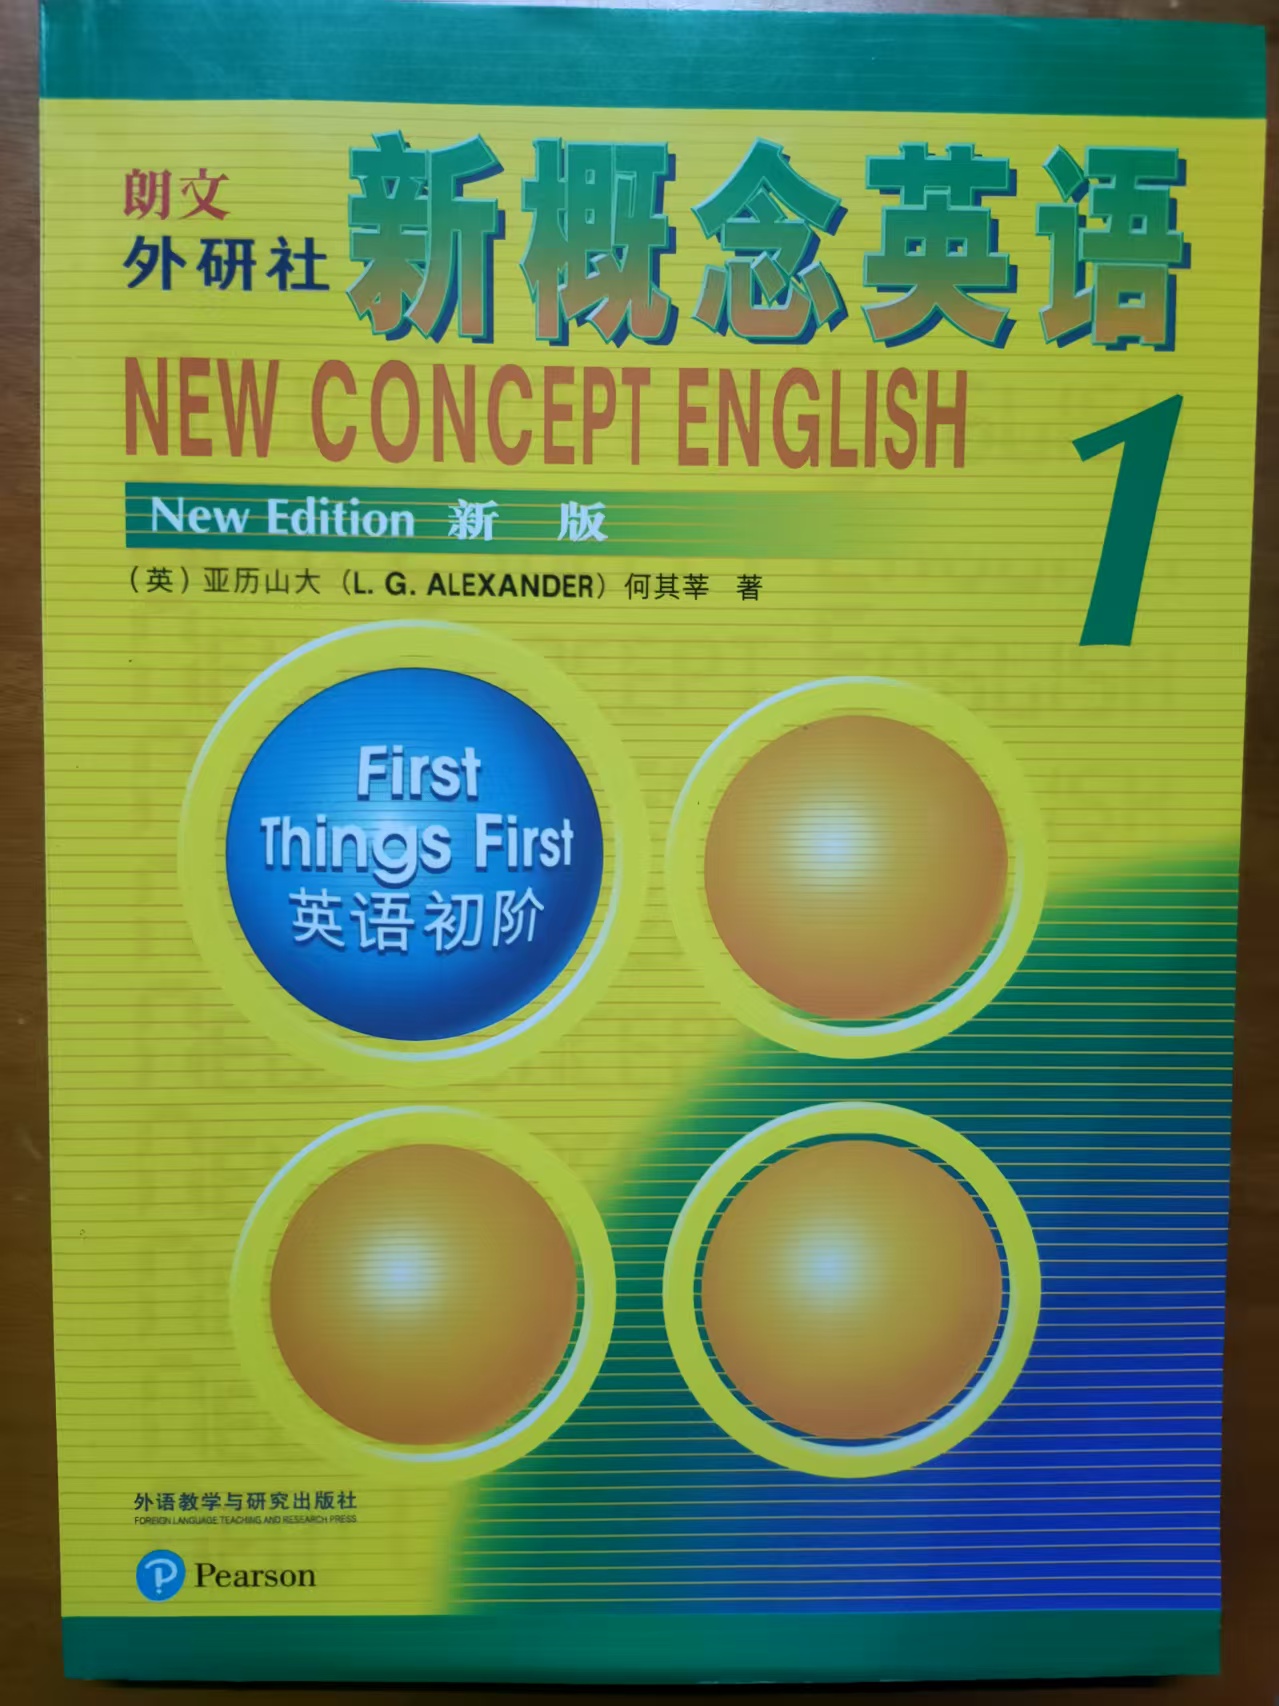 朗文
外研社
新概念英语
NEW CONCEPT ENGLISH
1
New Edition 新 版
（英）亚历山大（L. G. ALEXANDER）何其莘 著
First
Things First
英语初阶
外语教学与研究出版社
FOREIGN LANGUAGE TEACHING AND RESEARCH PRESS
Pearson